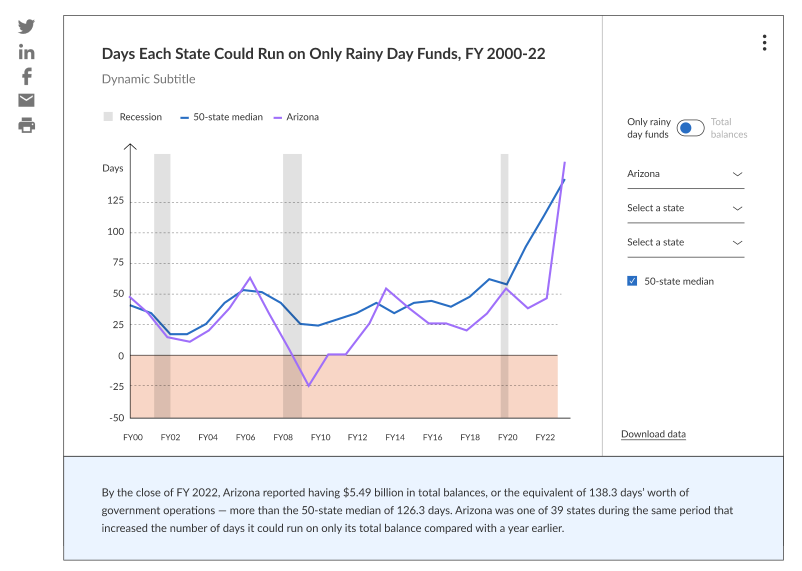 Days Each State Could Run on Only Rainy Day Funds, FY 2000-22
Dynamic Subtitle
Recession 50-state median Arizona
Days
125
100
75
50
25
0
-25
-50
FY00 FY02 FY04 FY06 FY08 FY10 FY12 FY14 FY16 FY18 FY20 FY22
Only rainy
day funds
Total
balances
Arizona
Select a state
Select a state
50-state median
Download data
By the close of FY 2022, Arizona reported having $5.49 billion in total balances, or the equivalent of 138.3 days' worth of
government operations — more than the 50-state median of 126.3 days. Arizona was one of 39 states during the same period that
increased the number of days it could run on only its total balance compared with a year earlier.